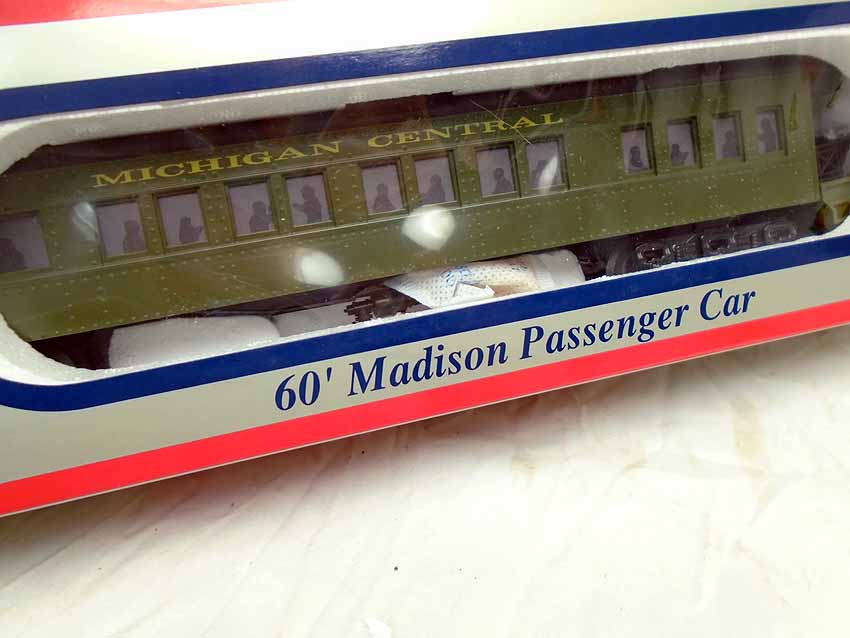 MICHIGAN CENTRAL
60' Madison Passenger Car